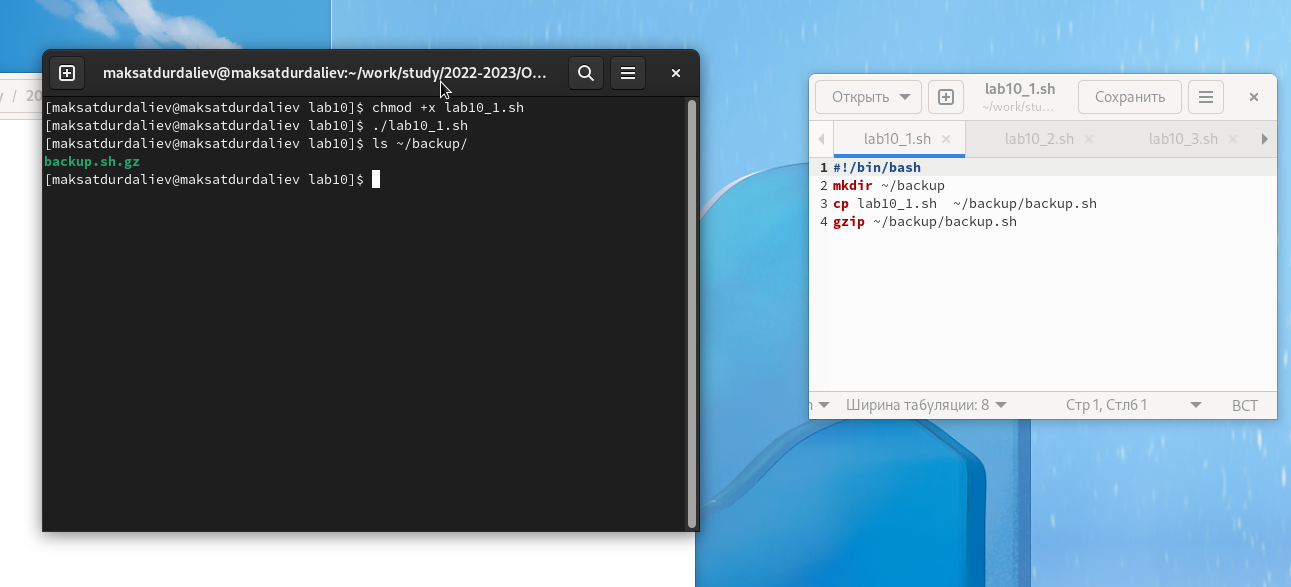 / 20
maksatdurdaliev@maksatdurdaliev:~/work/study/2022-2023/O...
[maksatdurdaliev@maksatdurdaliev lab10]$ chmod +x lab10_1.sh
[maksatdurdaliev@maksatdurdaliev lab10]$ ./lab10_1.sh
[maksatdurdaliev@maksatdurdaliev lab10]$ ls ~/backup/
backup.sh.gz
[maksatdurdaliev@maksatdurdaliev lab10]$
Открыть lab10_1.sh Сохранить
~/work/stu...
lab10_1.sh lab10_2.sh lab10_3.sh
1 #!/bin/bash
2 mkdir ~/backup
3 cp lab10_1.sh  ~/backup/backup.sh
4 gzip ~/backup/backup.sh
Ширина табуляции: 8 Стр 1, Стлб 1 ВСТ